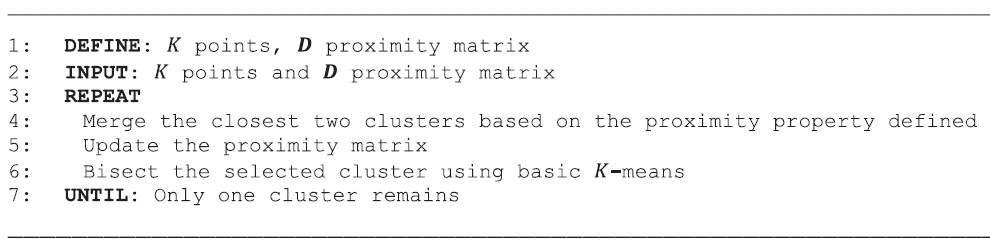 1: DEFINE: K points, D proximity matrix
2: INPUT: K points and D proximity matrix
3: REPEAT
4: Merge the closest two clusters based on the proximity property defined
5: Update the proximity matrix
6: Bisect the selected cluster using basic K-means
7: UNTIL: Only one cluster remains